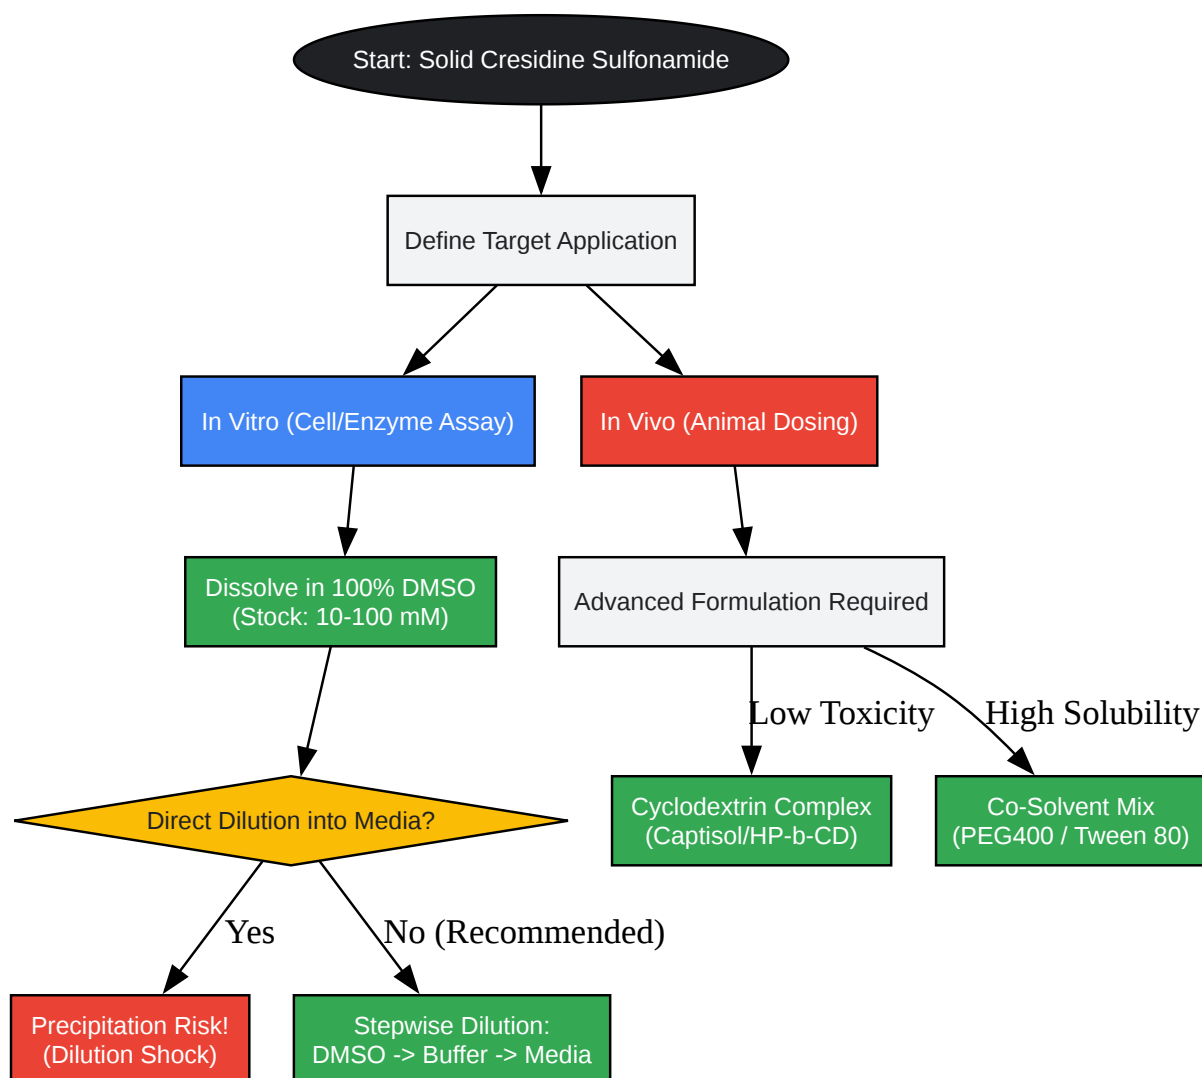 Start: Solid Cresidine Sulfonamide
Define Target Application
In Vitro (Cell/Enzyme Assay)
In Vivo (Animal Dosing)
Dissolve in 100% DMSO
(Stock: 10-100 mM)
Advanced Formulation Required
Low Toxicity
High Solubility
Direct Dilution into Media?
Cyclodextrin Complex
(Captisol/HP-b-CD)
Co-Solvent Mix
(PEG400 / Tween 80)
Yes
No (Recommended)
Precipitation Risk!
(Dilution Shock)
Stepwise Dilution:
DMSO -> Buffer -> Media